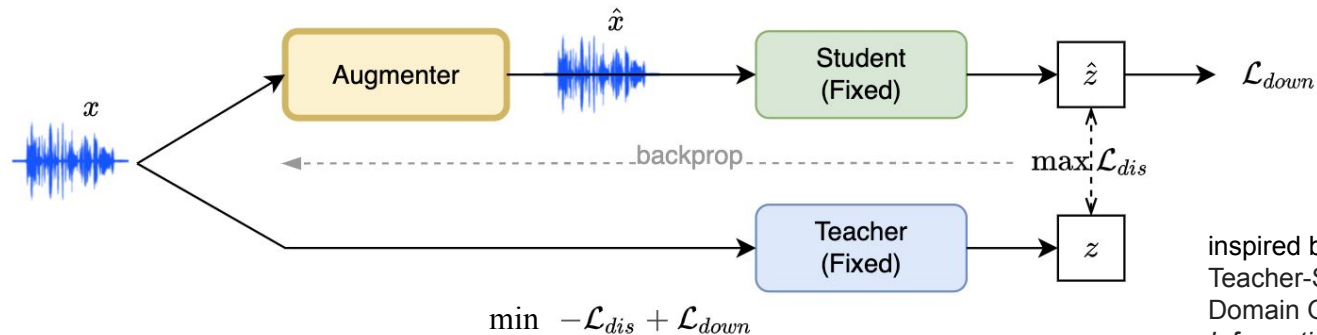 x
Augmenter
x̂
Student
(Fixed)
ẑ
ℒ_down
backprop
max ℒ_dis
Teacher
(Fixed)
z
min −ℒ_dis + ℒ_down
inspired b
Teacher-S
Domain